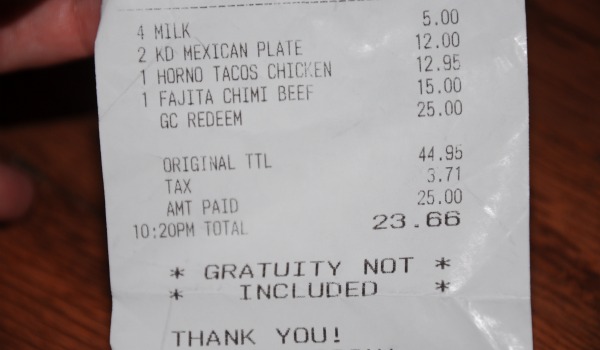 4 MILK 5.00
2 KD MEXICAN PLATE 12.00
1 HORNO TACOS CHICKEN 12.95
1 FAJITA CHIMI BEEF 15.00
GC REDEEM 25.00
ORIGINAL TTL 44.95
TAX 3.71
AMT PAID 25.00
10:20PM TOTAL 23.66
* GRATUITY NOT *
* INCLUDED *
THANK YOU!